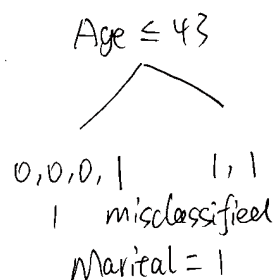 Age ≤ 43
0,0,0,1 1,1
1 misclassified
Marital = 1